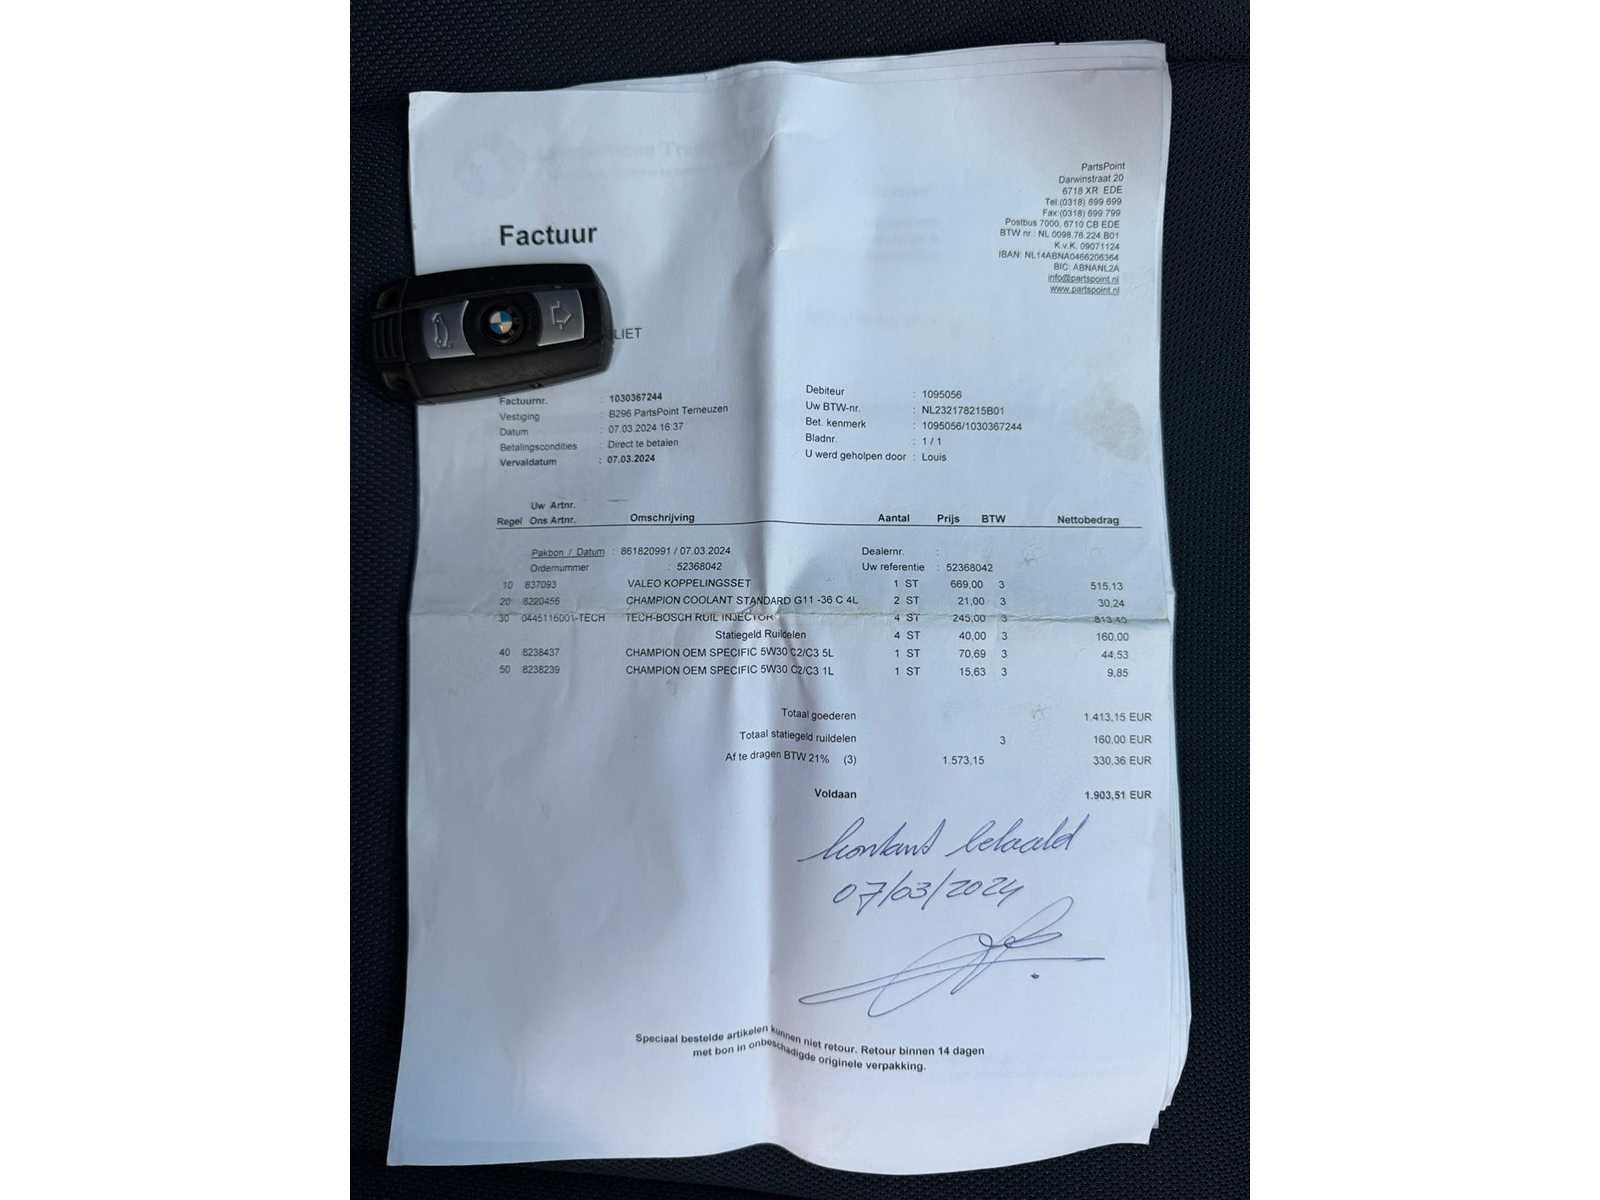 PartsPoint
Darwinstraat 20
6718 XR EDE
Tel:(0318) 699 699
Fax:(0318) 699 799
Postbus 7000, 6710 CB EDE
BTW nr.: NL 0098.76.224.B01
K.v.K. 09071124
IBAN: NL14ABNA0466206364
BIC: ABNANL2A
info@partspoint.nl
www.partspoint.nl
Factuur
LIET
Factuurnr. : 1030367244
Vestiging : B296 PartsPoint Terneuzen
Datum : 07.03.2024 16:37
Betalingscondities : Direct te betalen
Vervaldatum : 07.03.2024
Debiteur : 1095056
Uw BTW-nr. : NL232178215B01
Bet. kenmerk : 1095056/1030367244
Bladnr. : 1 / 1
U werd geholpen door : Louis
Uw Artnr.
Regel Ons Artnr. Omschrijving Aantal Prijs BTW Nettobedrag
Pakbon / Datum : 861820991 / 07.03.2024 Dealernr. :
Ordernummer : 52368042 Uw referentie : 52368042
10 837093 VALEO KOPPELINGSSET 1 ST 669,00 3 515,13
20 8220456 CHAMPION COOLANT STANDARD G11 -36 C 4L 2 ST 21,00 3 30,24
30 0445116001-TECH TECH-BOSCH RUIL INJECTOR 4 ST 245,00 3 813,40
Statiegeld Ruildelen 4 ST 40,00 3 160,00
40 8238437 CHAMPION OEM SPECIFIC 5W30 C2/C3 5L 1 ST 70,69 3 44,53
50 8238239 CHAMPION OEM SPECIFIC 5W30 C2/C3 1L 1 ST 15,63 3 9,85
Totaal goederen 1.413,15 EUR
Totaal statiegeld ruildelen 3 160,00 EUR
Af te dragen BTW 21% (3) 1.573,15 330,36 EUR
Voldaan 1.903,51 EUR
kontant betaald
07/03/2024
Speciaal bestelde artikelen kunnen niet retour. Retour binnen 14 dagen
met bon in onbeschadigde originele verpakking.